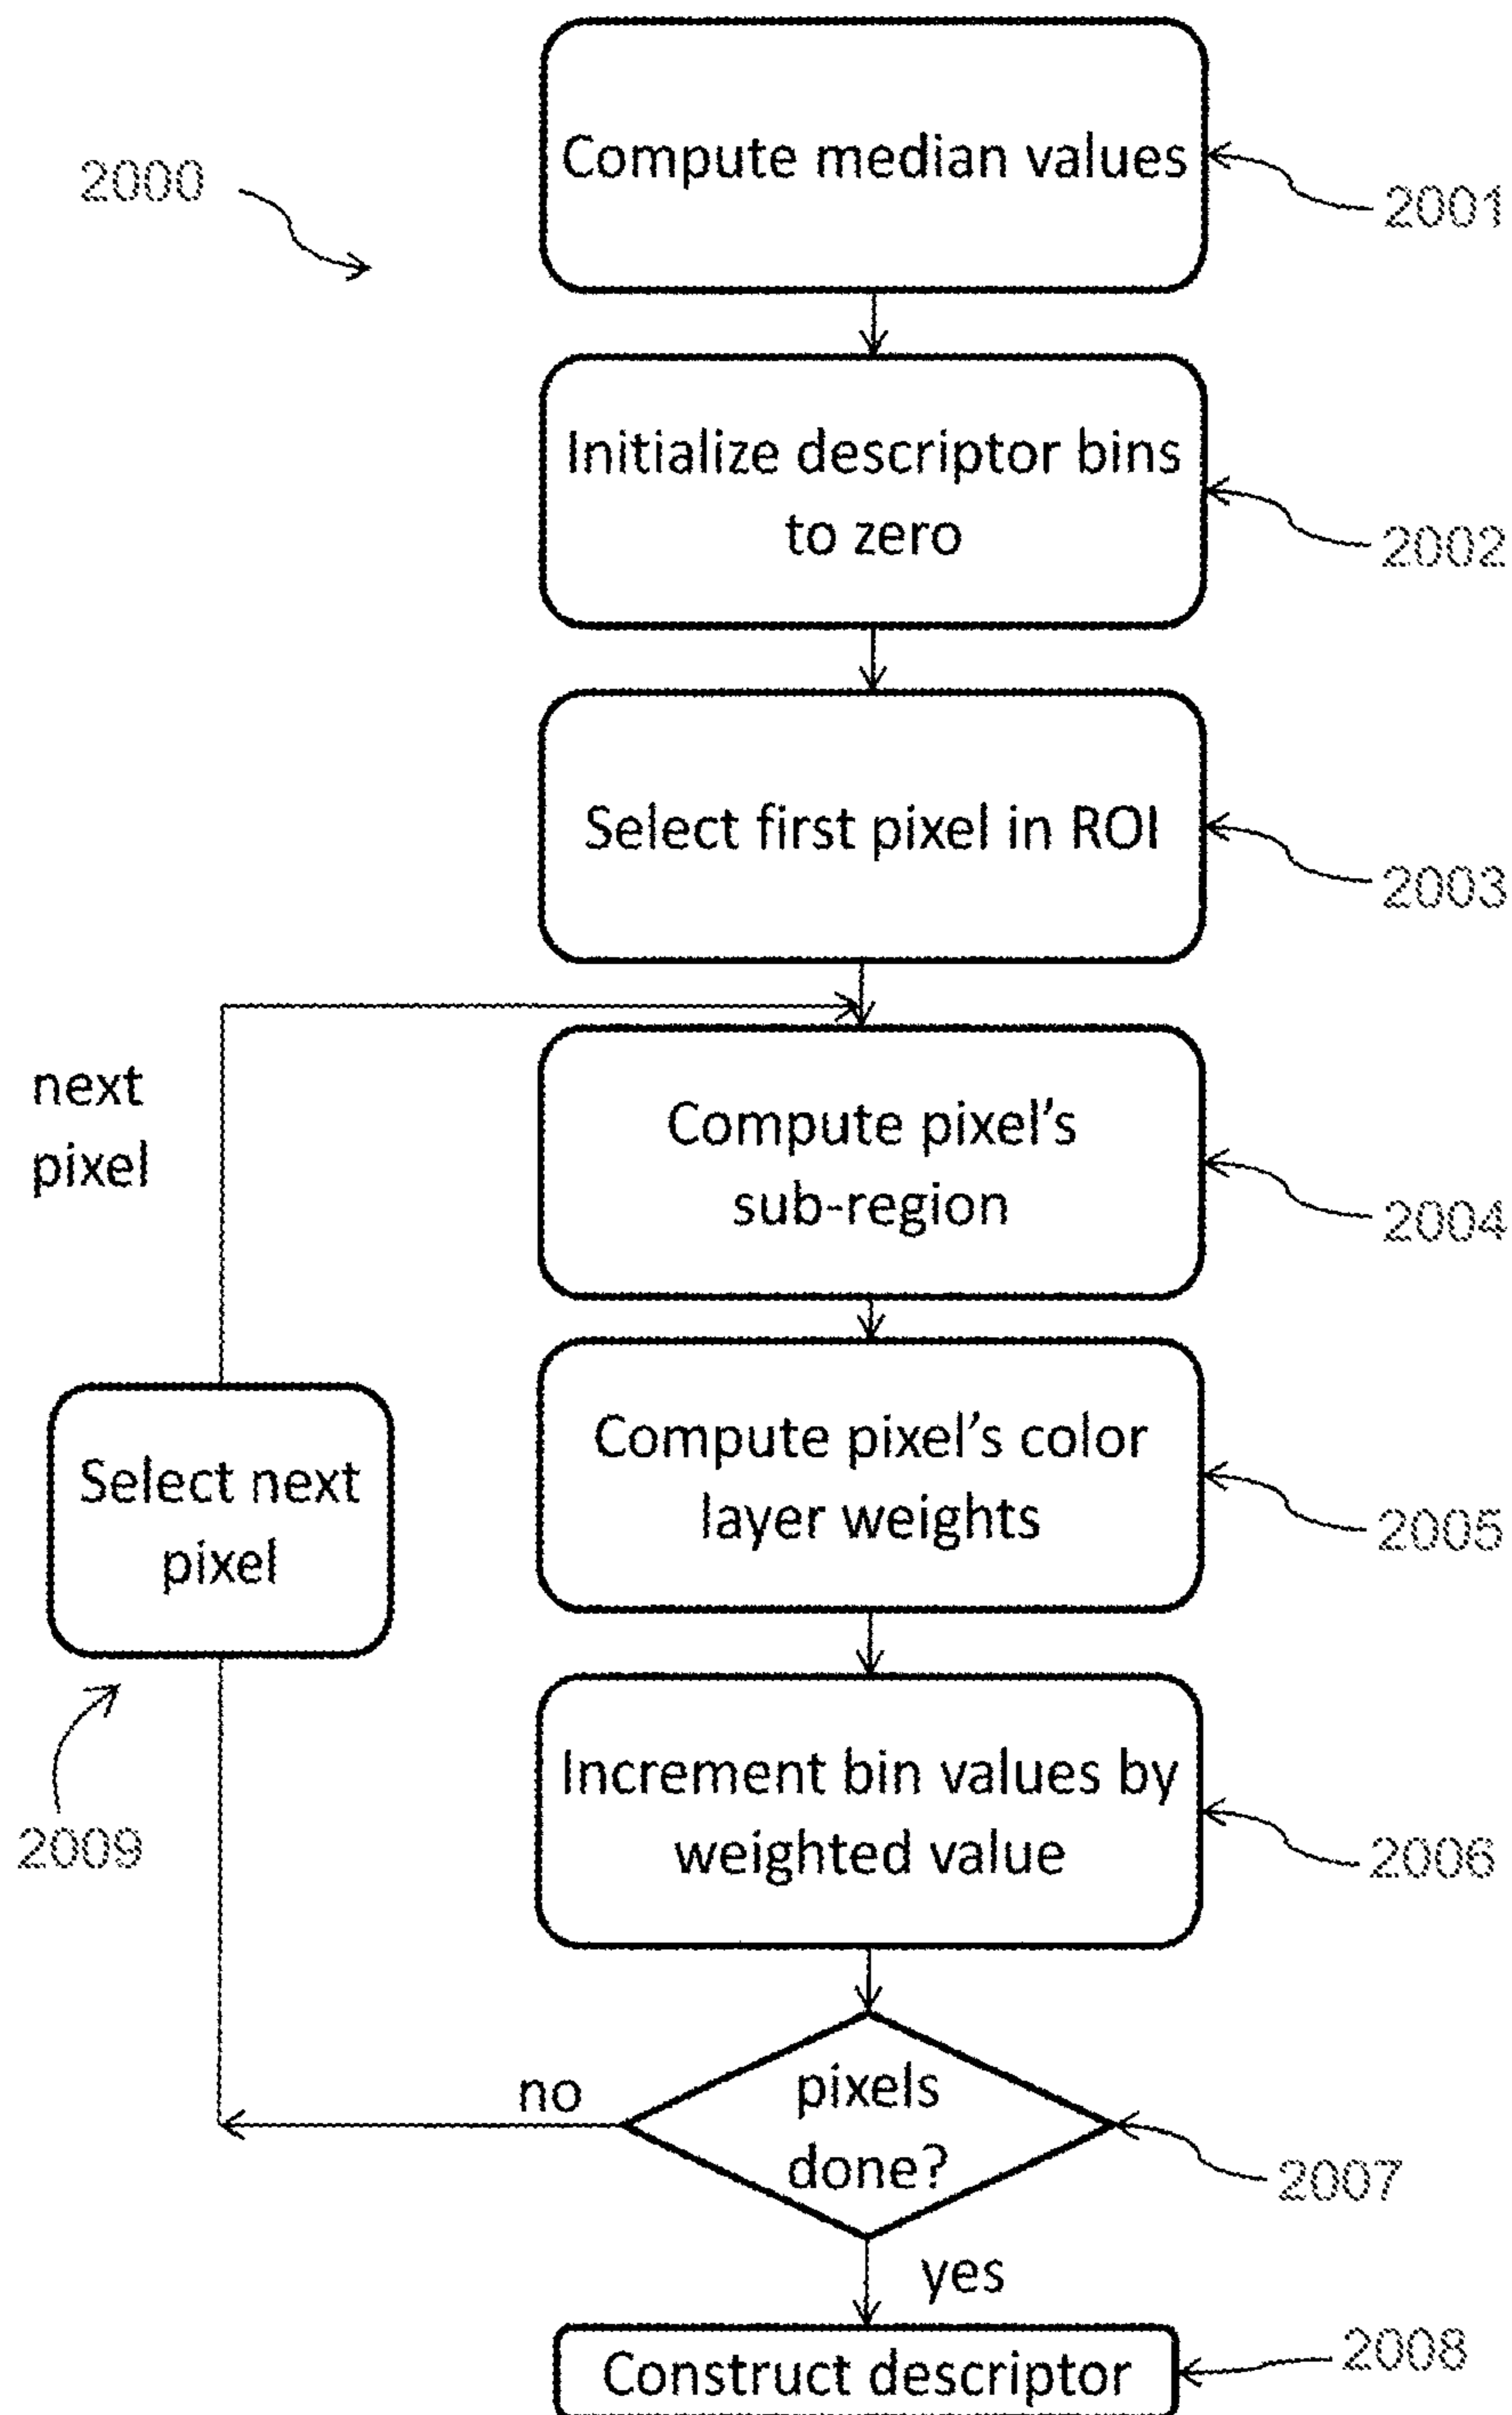 Compute median values
2000
2001
Initialize descriptor bins
to zero
2002
Select first pixel in ROI
2003
next
pixel
Compute pixel's
sub-region
2004
Compute pixel's color
layer weights
2005
Select next
pixel
2009
Increment bin values by
weighted value
2006
no
pixels
done?
2007
yes
Construct descriptor
2008